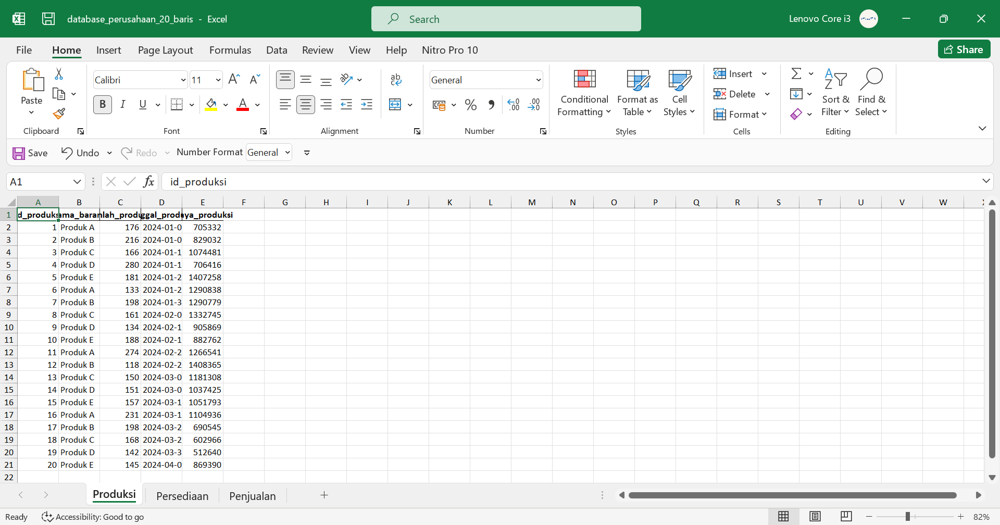 database_perusahaan_20_baris - Excel
Search
Lenovo Core i3
File Home Insert Page Layout Formulas Data Review View Help Nitro Pro 10
Share
Paste
Clipboard
Calibri 11
B I U
Font
Alignment
General
Number
Conditional Formatting
Format as Table
Cell Styles
Styles
Insert
Delete
Format
Cells
Sort & Filter
Find & Select
Editing
Save Undo Redo Number Format General
A1 fx id_produksi
A B C D E F G H I J K L M N O P Q R S T U V W
1 d_produks ama_baran lah_produ ggal_produ ya_produksi
2 1 Produk A 176 2024-01-0 705332
3 2 Produk B 216 2024-01-0 829032
4 3 Produk C 166 2024-01-1 1074481
5 4 Produk D 280 2024-01-1 706416
6 5 Produk E 181 2024-01-2 1407258
7 6 Produk A 133 2024-01-2 1290838
8 7 Produk B 198 2024-01-3 1290779
9 8 Produk C 161 2024-02-0 1332745
10 9 Produk D 134 2024-02-1 905869
11 10 Produk E 188 2024-02-1 882762
12 11 Produk A 274 2024-02-2 1266541
13 12 Produk B 118 2024-02-2 1408365
14 13 Produk C 150 2024-03-0 1181308
15 14 Produk D 151 2024-03-0 1037425
16 15 Produk E 157 2024-03-1 1051793
17 16 Produk A 231 2024-03-1 1104936
18 17 Produk B 198 2024-03-2 690545
19 18 Produk C 168 2024-03-2 602966
20 19 Produk D 142 2024-03-3 512640
21 20 Produk E 145 2024-04-0 869390
22
Produksi Persediaan Penjualan
Ready Accessibility: Good to go 82%